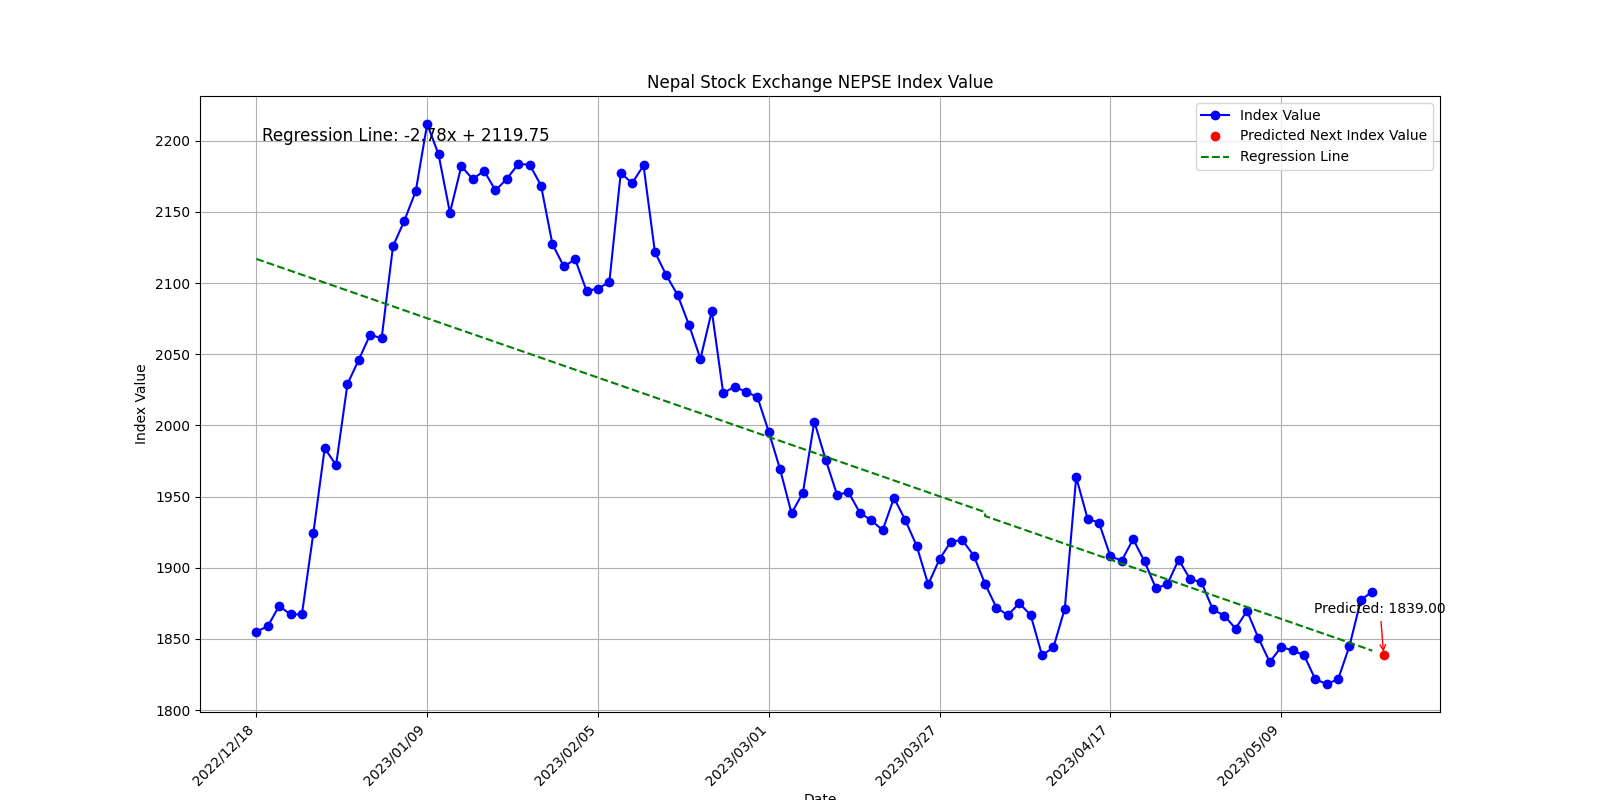 Nepal Stock Exchange NEPSE Index Value
Regression Line: -2.78x + 2119.75
Index Value
Predicted Next Index Value
Regression Line
2200
2150
2100
2050
2000
1950
1900
1850
1800
Index Value
Predicted: 1839.00
2022/12/18
2023/01/09
2023/02/05
2023/03/01
2023/03/27
2023/04/17
2023/05/09
Date